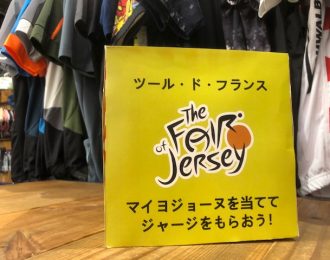 ツール・ド・フランス
The
FAIR
of
JERSEY
マイヨジョーヌを当てて
ジャージをもらおう!